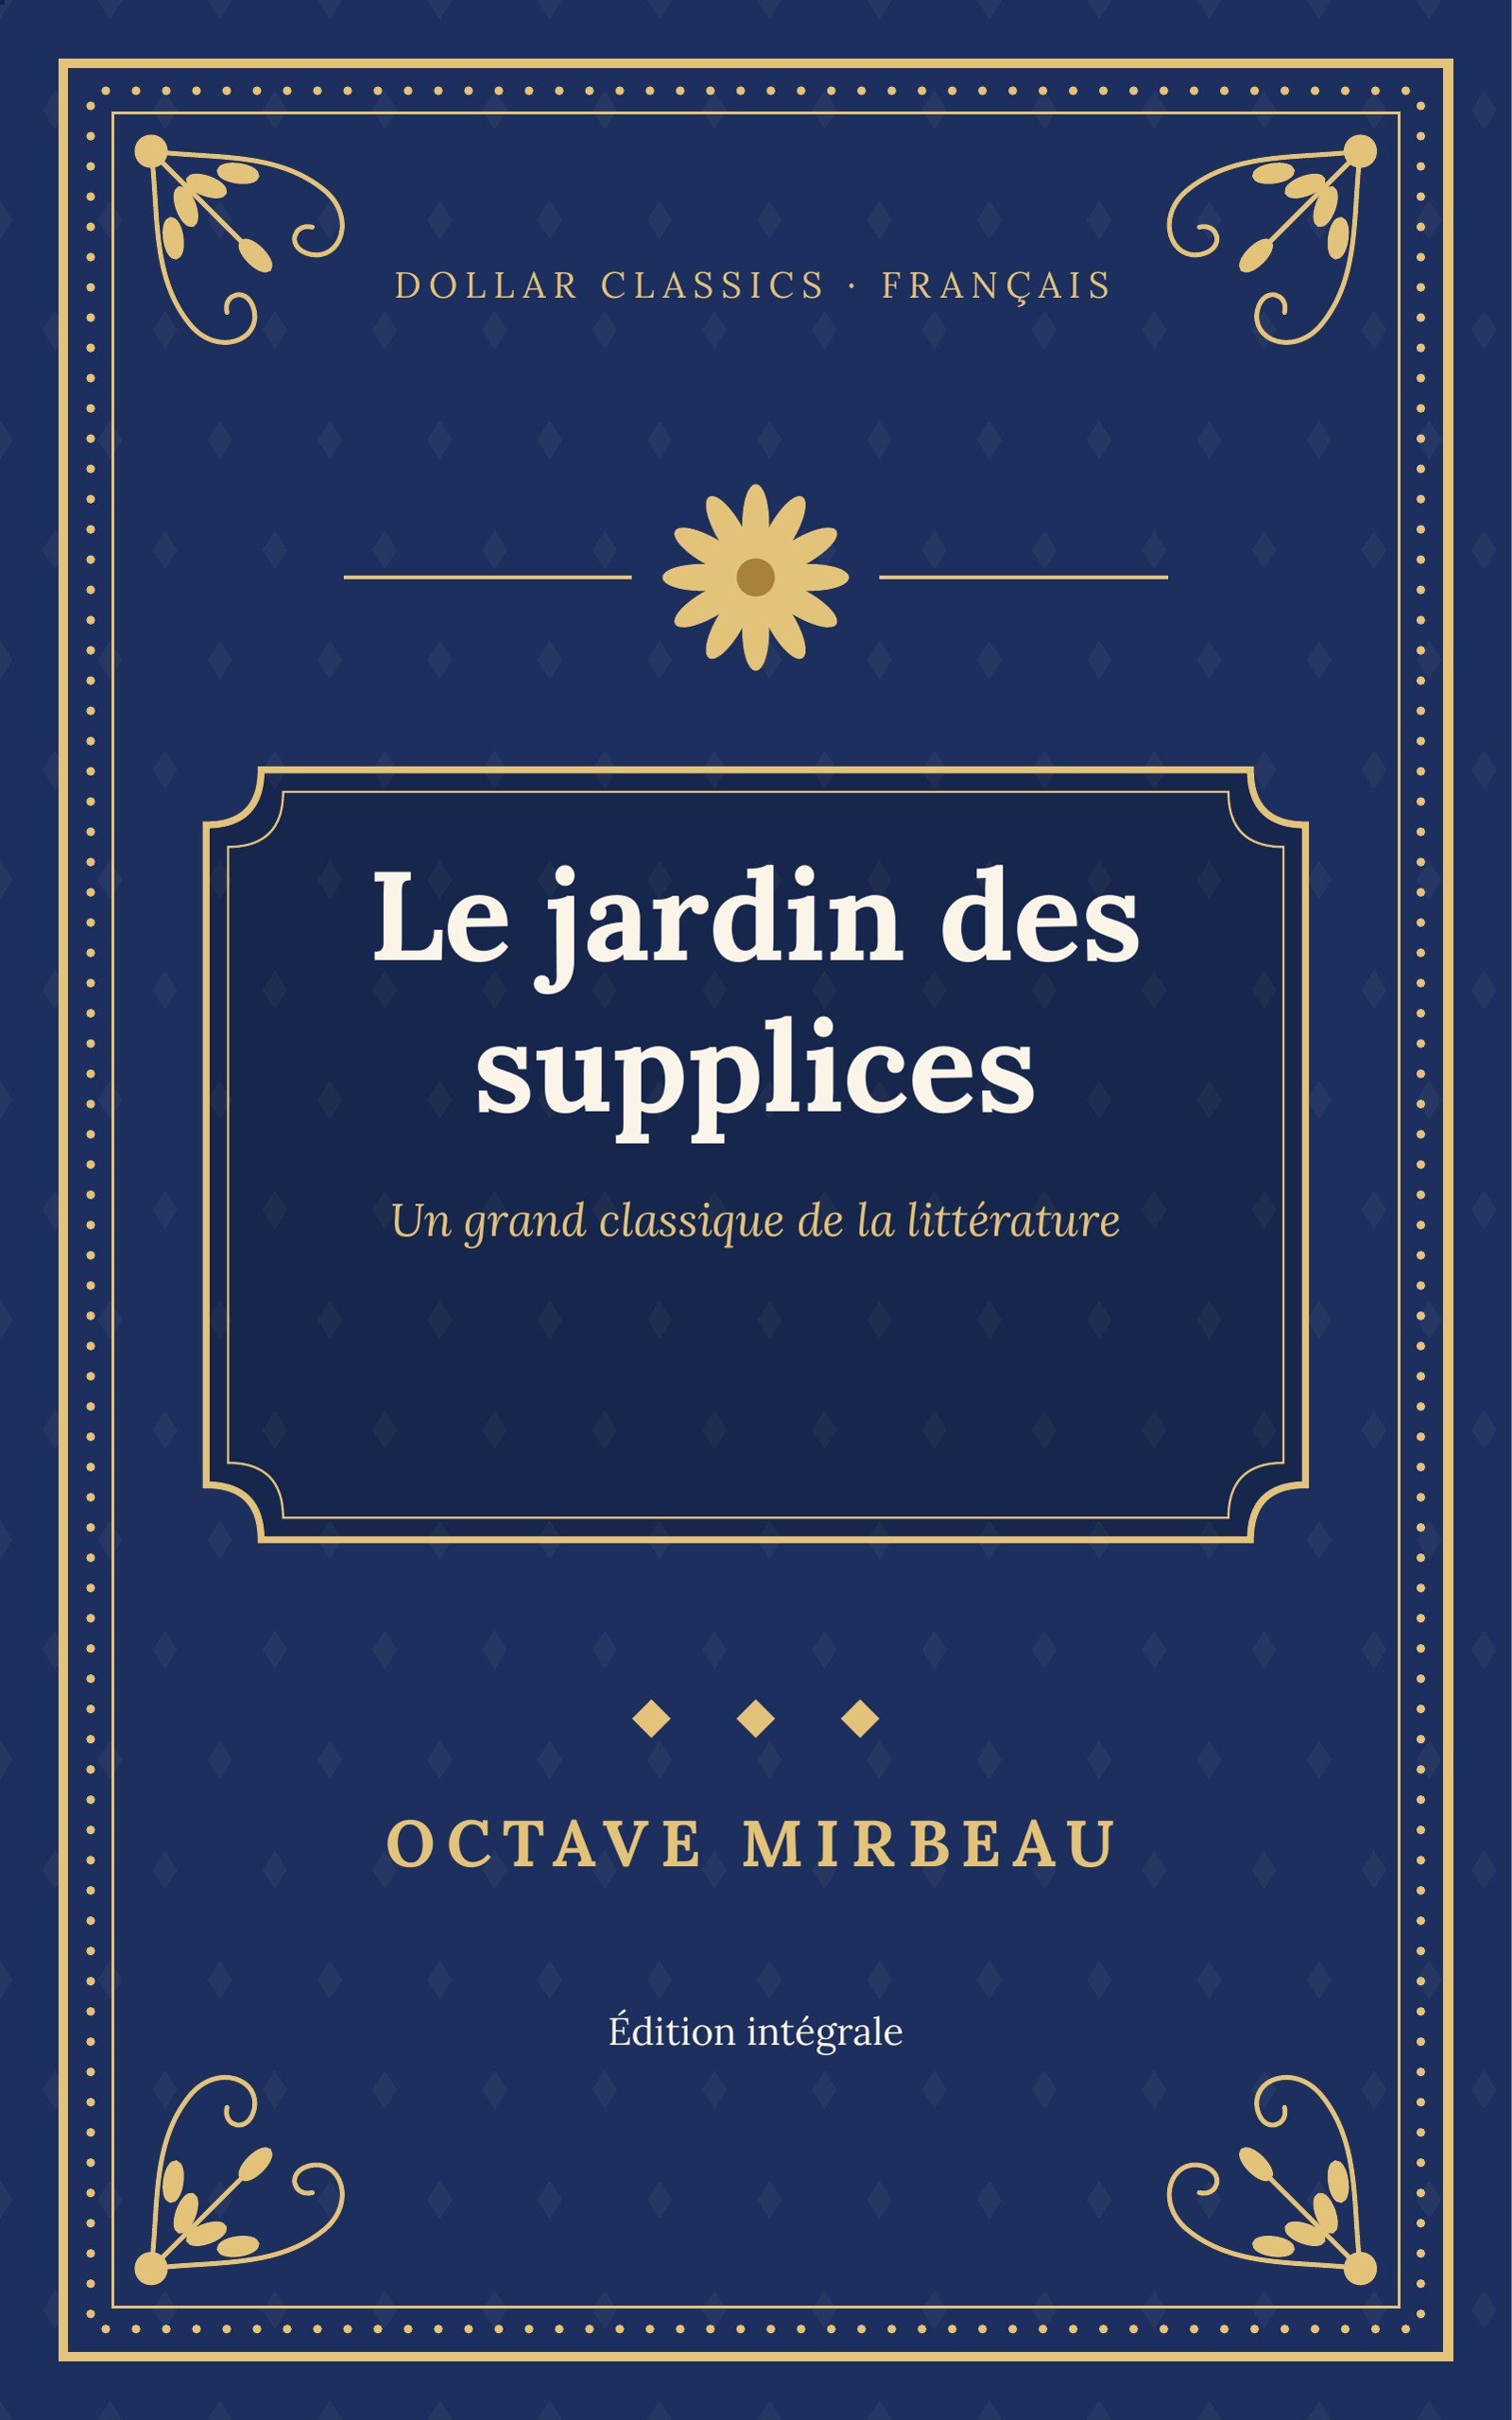 DOLLAR CLASSICS · FRANÇAIS
Le jardin des
supplices
Un grand classique de la littérature
OCTAVE MIRBEAU
Édition intégrale